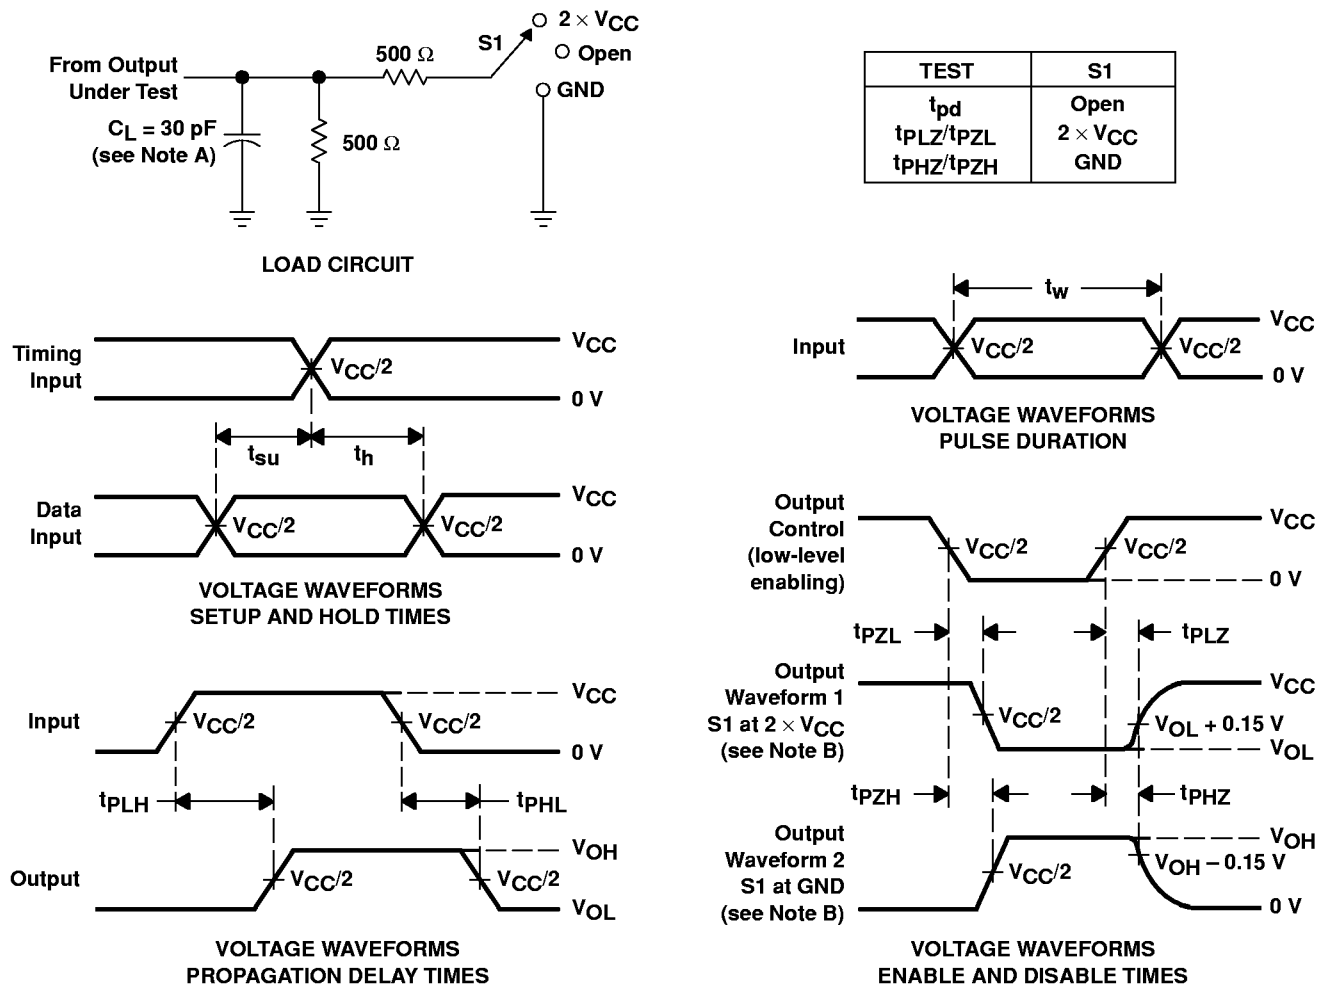 2 × VCC
S1
Open
GND
500 Ω
From Output
Under Test
CL = 30 pF
(see Note A)
500 Ω
LOAD CIRCUIT
TEST S1
tpd Open
tPLZ/tPZL 2 × VCC
tPHZ/tPZH GND
Timing
Input
VCC
VCC/2
0 V
tsu
th
Data
Input
VCC
VCC/2
VCC/2
0 V
VOLTAGE WAVEFORMS
SETUP AND HOLD TIMES
tw
Input
VCC
VCC/2
VCC/2
0 V
VOLTAGE WAVEFORMS
PULSE DURATION
Input
VCC
VCC/2
VCC/2
0 V
tPLH
tPHL
Output
VOH
VCC/2
VCC/2
VOL
VOLTAGE WAVEFORMS
PROPAGATION DELAY TIMES
Output
Control
(low-level
enabling)
VCC
VCC/2
VCC/2
0 V
tPZL
tPLZ
Output
Waveform 1
S1 at 2 × VCC
(see Note B)
VCC
VCC/2
VOL + 0.15 V
VOL
tPZH
tPHZ
Output
Waveform 2
S1 at GND
(see Note B)
VOH
VCC/2
VOH – 0.15 V
0 V
VOLTAGE WAVEFORMS
ENABLE AND DISABLE TIMES